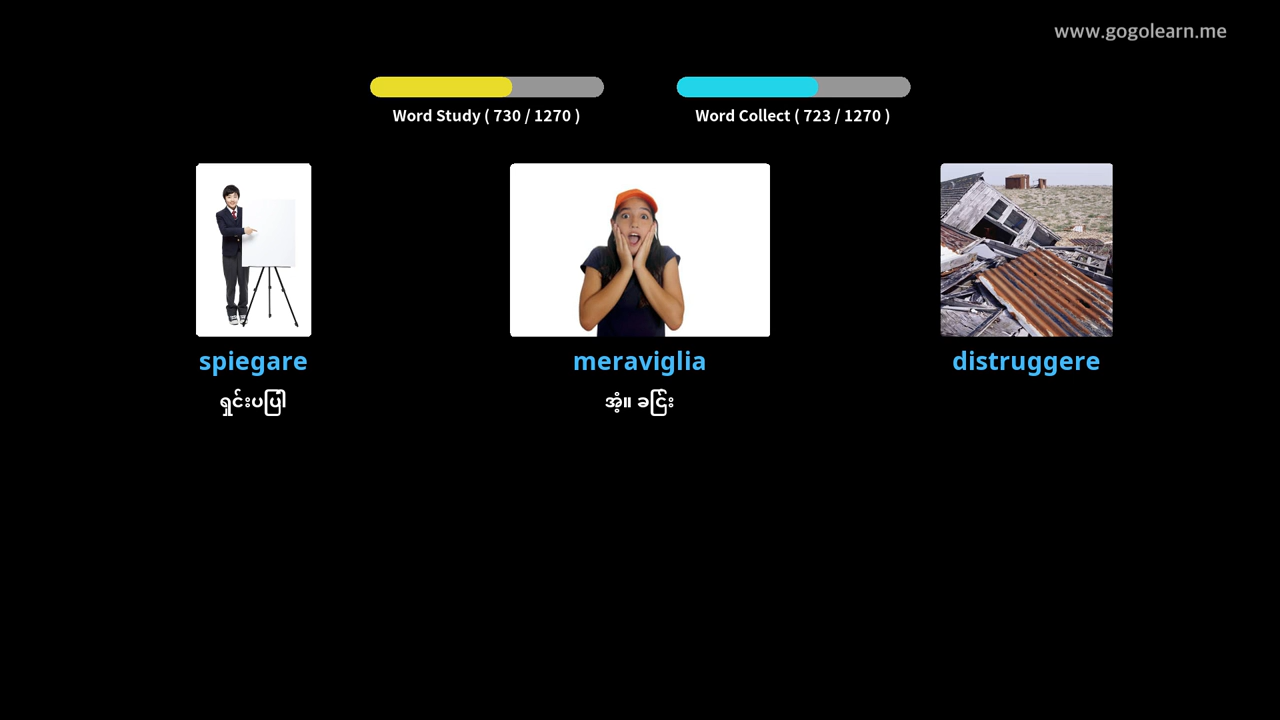 www.gogolearn.me
Word Study ( 730 / 1270 )
Word Collect ( 723 / 1270 )
spiegare
meraviglia
distruggere
ရှင်းပပြါ
အံ့။ ခငြ်း